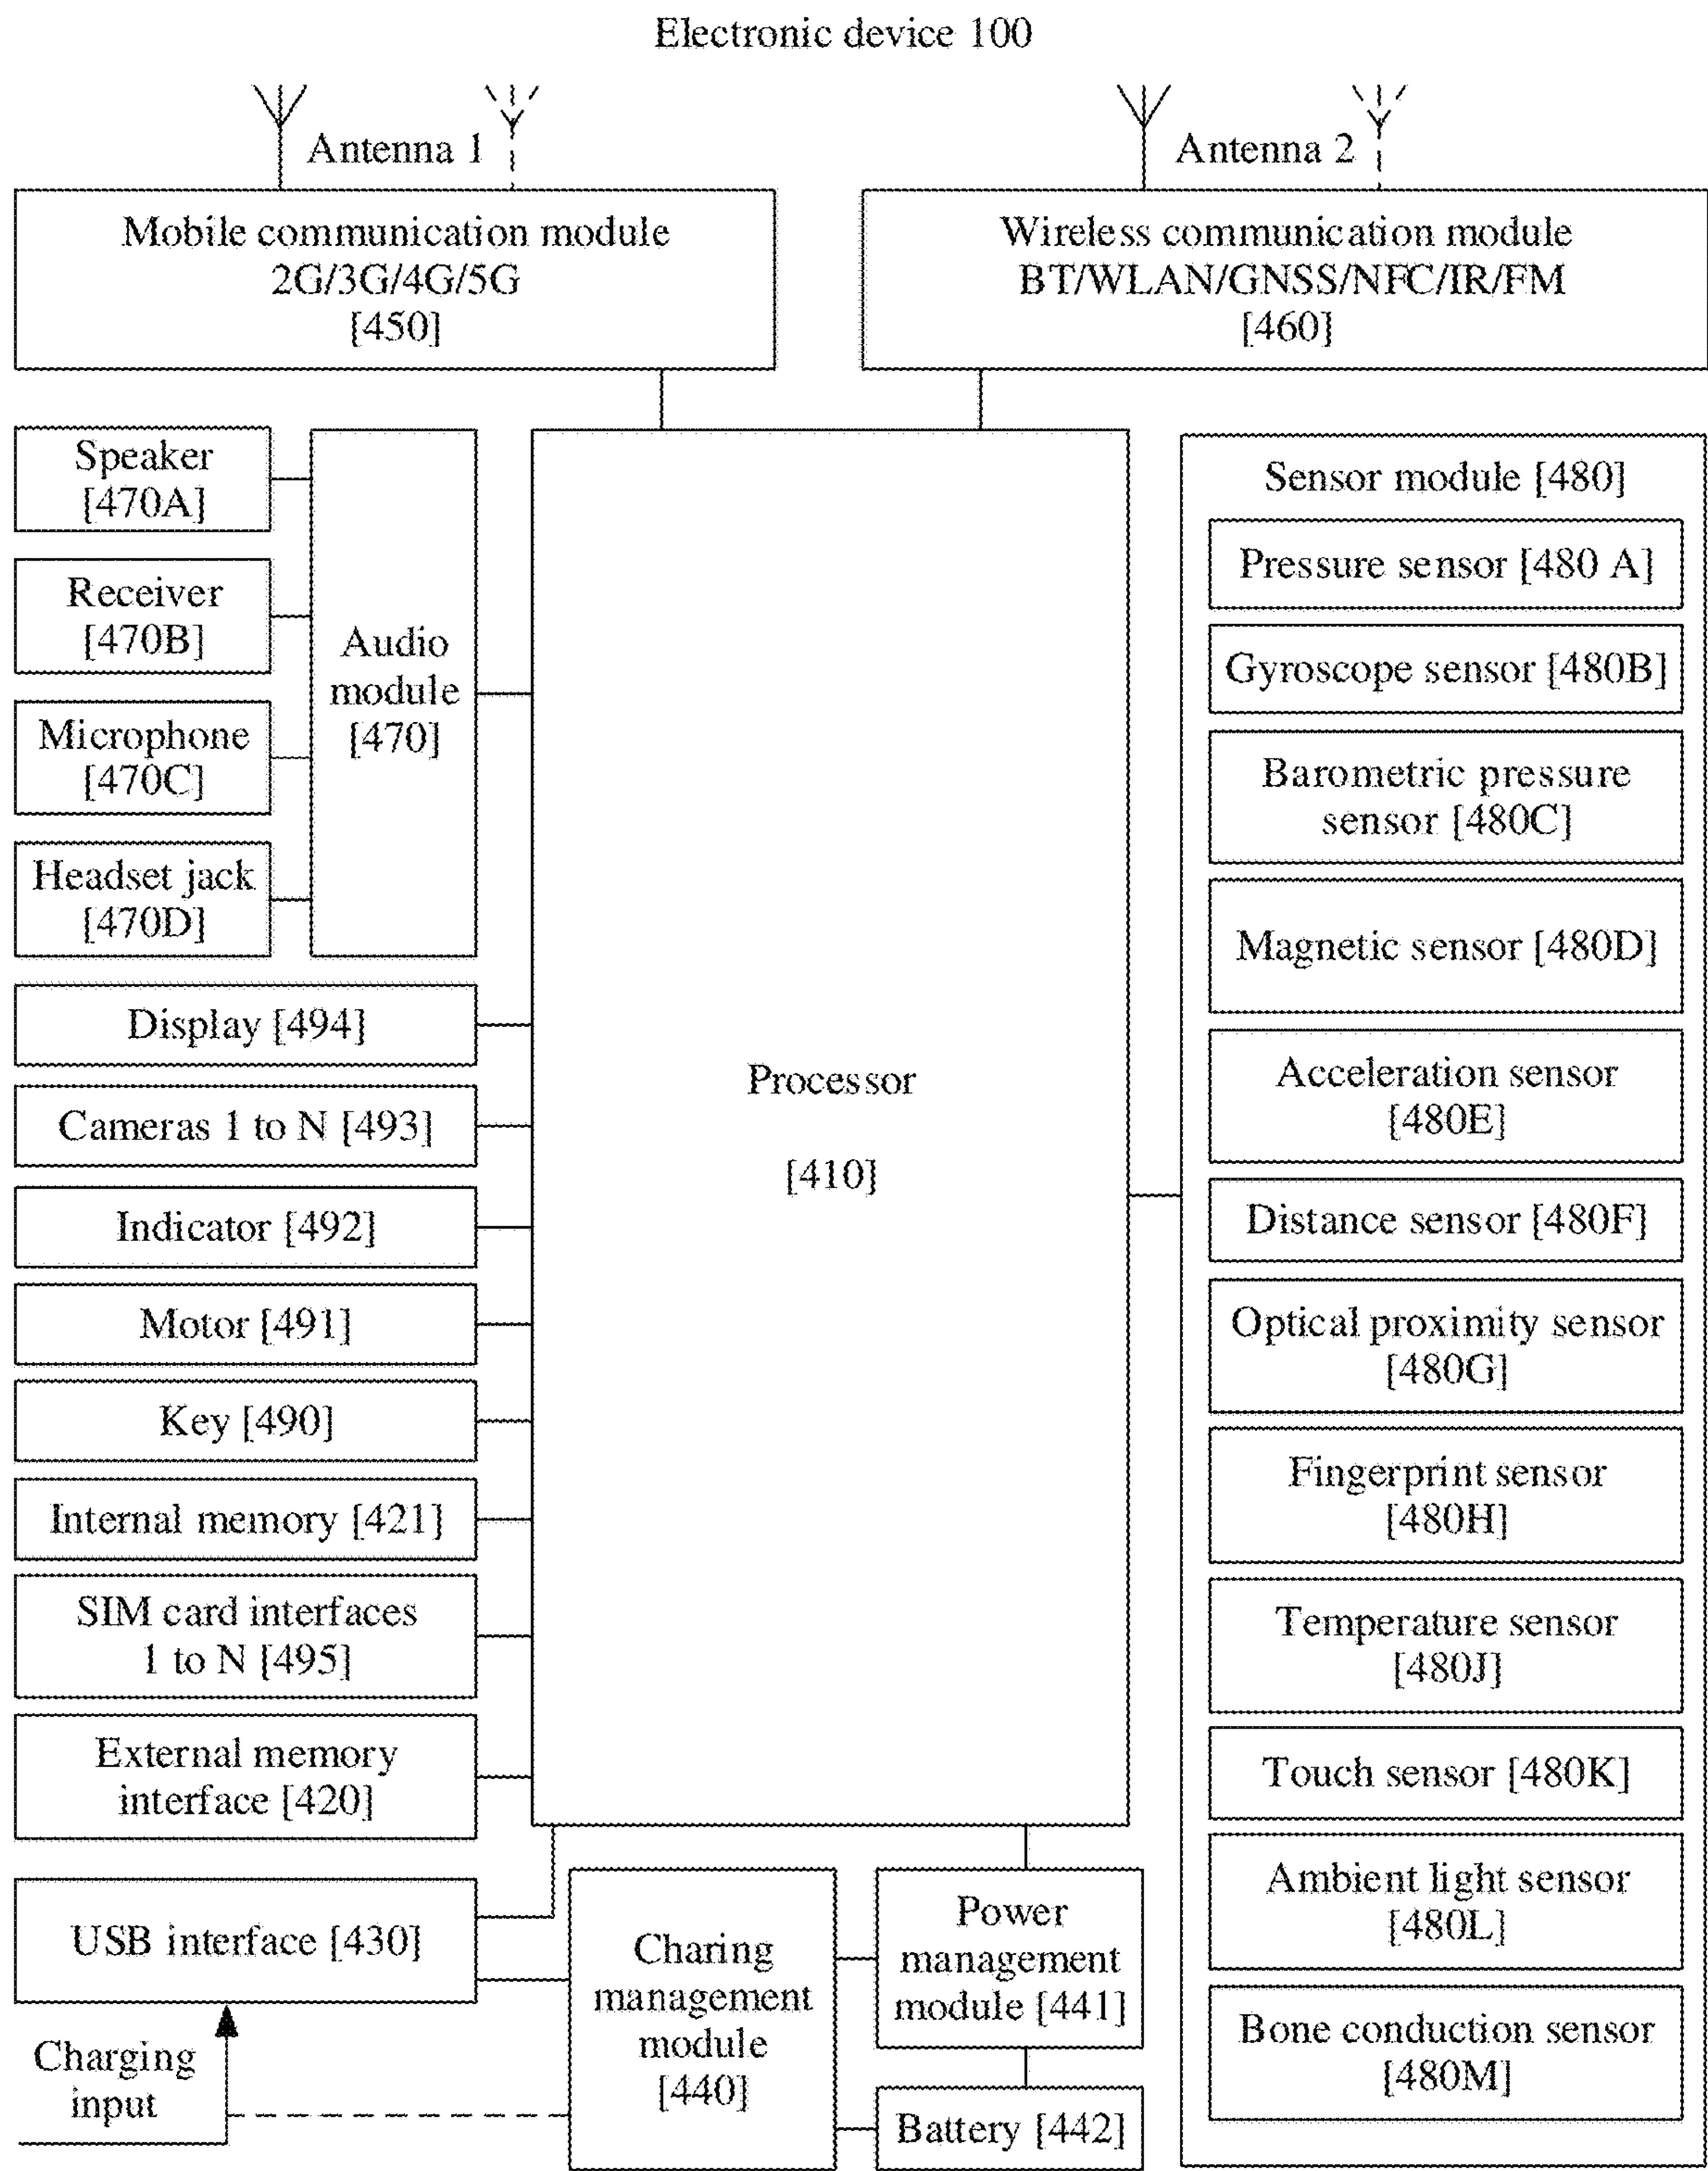 Electronic device 100
Antenna 1
Antenna 2
Mobile communication module
2G/3G/4G/5G
[450]
Wireless communication module
BT/WLAN/GNSS/NFC/IR/FM
[460]
Speaker
[470A]
Receiver
[470B]
Microphone
[470C]
Headset jack
[470D]
Audio
module
[470]
Display [494]
Cameras 1 to N [493]
Indicator [492]
Motor [491]
Key [490]
Internal memory [421]
SIM card interfaces
1 to N [495]
External memory
interface [420]
USB interface [430]
Charging
input
Processor
[410]
Charing
management
module
[440]
Power
management
module [441]
Battery [442]
Sensor module [480]
Pressure sensor [480 A]
Gyroscope sensor [480B]
Barometric pressure
sensor [480C]
Magnetic sensor [480D]
Acceleration sensor
[480E]
Distance sensor [480F]
Optical proximity sensor
[480G]
Fingerprint sensor
[480H]
Temperature sensor
[480J]
Touch sensor [480K]
Ambient light sensor
[480L]
Bone conduction sensor
[480M]